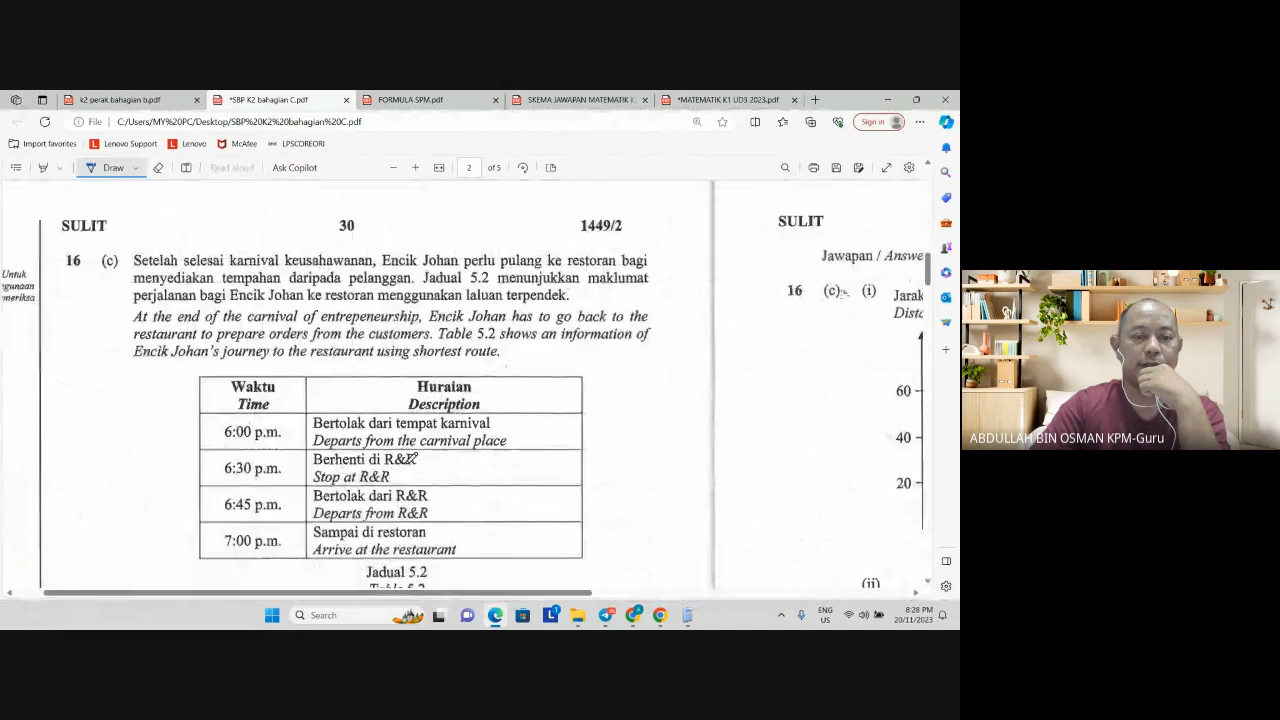 k2 perak bahagian b.pdf
*SBP K2 bahagian C.pdf
FORMULA SPM.pdf
SKEMA JAWAPAN MATEMATIK K
*MATEMATIK K1 UD3 2023.pdf
File
C:/Users/MY%20PC/Desktop/SBP%20K2%20bahagian%20C.pdf
Sign in
Import favorites
Lenovo Support
Lenovo
McAfee
LPSCOREORI
Draw
Read aloud
Ask Copilot
2
of 5
SULIT
30
1449/2
Untuk
gunaan
meriksa
16 (c) Setelah selesai karnival keusahawanan, Encik Johan perlu pulang ke restoran bagi
menyediakan tempahan daripada pelanggan. Jadual 5.2 menunjukkan maklumat
perjalanan bagi Encik Johan ke restoran menggunakan laluan terpendek.
At the end of the carnival of entrepeneurship, Encik Johan has to go back to the
restaurant to prepare orders from the customers. Table 5.2 shows an information of
Encik Johan's journey to the restaurant using shortest route.
Waktu
Time
Huraian
Description
6:00 p.m.
Bertolak dari tempat karnival
Departs from the carnival place
6:30 p.m.
Berhenti di R&R
Stop at R&R
6:45 p.m.
Bertolak dari R&R
Departs from R&R
7:00 p.m.
Sampai di restoran
Arrive at the restaurant
Jadual 5.2
Table 5.2
SULIT
Jawapan / Answe
16 (c) (i) Jarak
Dista
60
40
20
(ii)
ABDULLAH BIN OSMAN KPM-Guru
Search
ENG
US
8:28 PM
20/11/2023